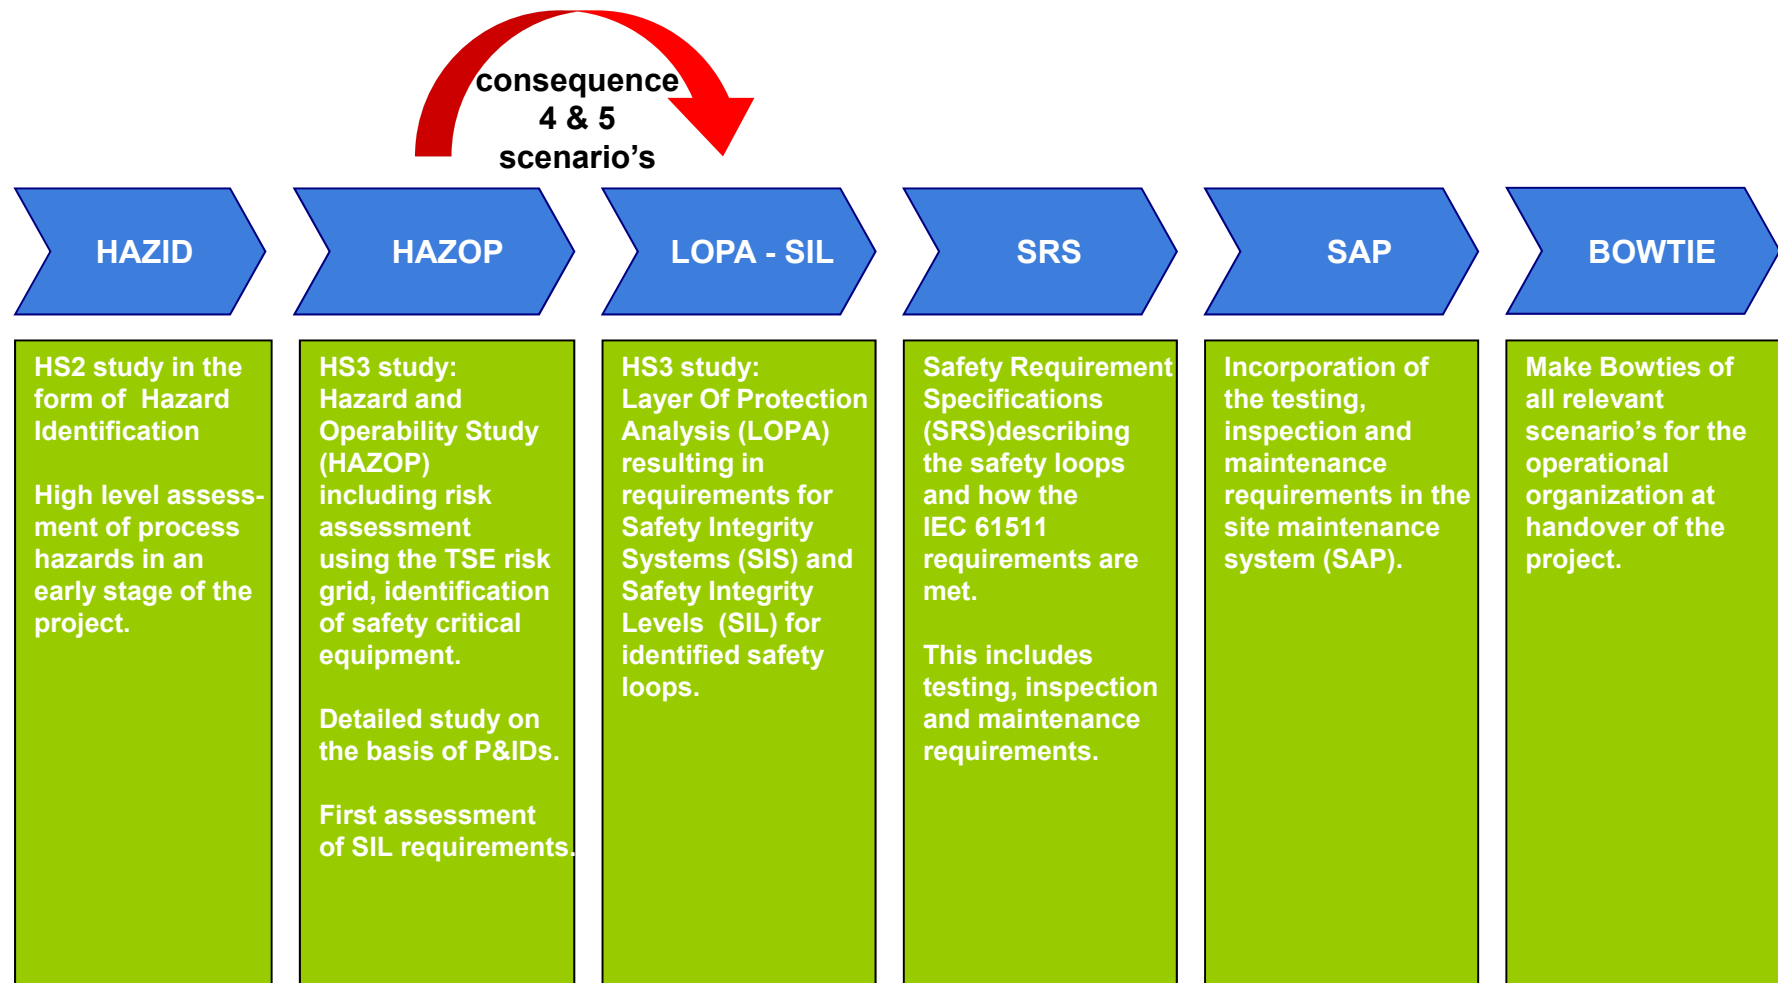 consequence
4 & 5
scenario’s
HAZID
HAZOP
LOPA - SIL
SRS
SAP
BOWTIE
HS2 study in the
form of  Hazard
Identification
High level assess-
ment of process
hazards in an
early stage of the
project.
HS3 study:
Hazard and
Operability Study
(HAZOP)
including risk
assessment
using the TSE risk
grid, identification
of safety critical
equipment.
Detailed study on
the basis of P&IDs.
First assessment
of SIL requirements.
HS3 study:
Layer Of Protection
Analysis (LOPA)
resulting in
requirements for
Safety Integrity
Systems (SIS) and
Safety Integrity
Levels  (SIL) for
identified safety
loops.
Safety Requirement
Specifications
(SRS)describing
the safety loops
and how the
IEC 61511
requirements are
met.
This includes
testing, inspection
and maintenance
requirements.
Incorporation of
the testing,
inspection and
maintenance
requirements in the
site maintenance
system (SAP).
Make Bowties of
all relevant
scenario’s for the
operational
organization at
handover of the
project.